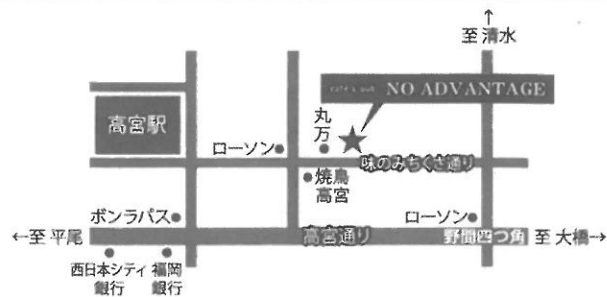 ↑
至 清水
café & pub NO ADVANTAGE
高宮駅
丸
万
ローソン
味のみちくさ通り
焼鳥
高宮
ボンラパス
ローソン
←至 平尾
高宮通り
野間四つ角
至 大橋→
西日本シティ
銀行
福岡
銀行